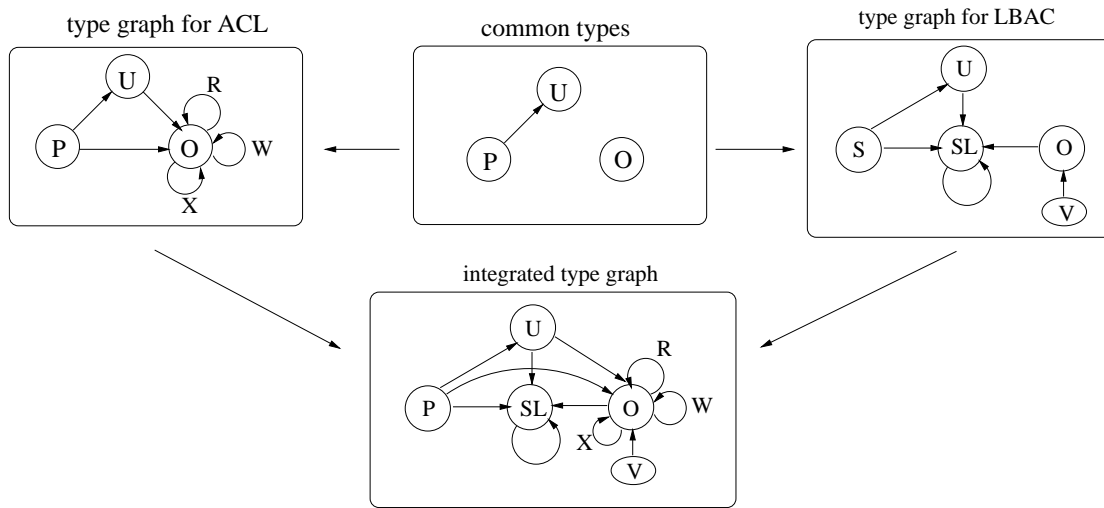 type graph for ACL
U
R
P
O
W
X
common types
U
P
O
type graph for LBAC
U
S
SL
O
V
integrated type graph
U
R
P
SL
O
W
X
V